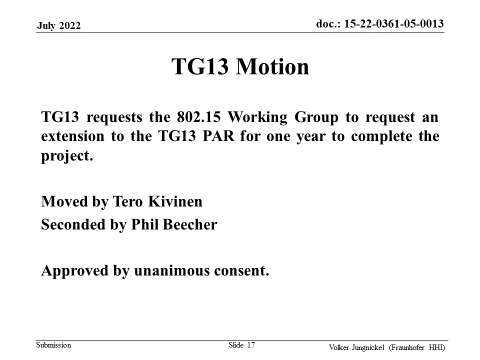 July 2022
doc.: 15-22-0361-05-0013
TG13 Motion
TG13 requests the 802.15 Working Group to request an
extension to the TG13 PAR for one year to complete the
project.
Moved by Tero Kivinen
Seconded by Phil Beecher
Approved by unanimous consent.
Submission
Slide 17
Volker Jungnickel (Fraunhofer HHI)